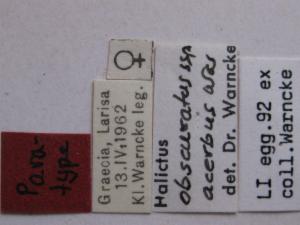 Para-
type
Graecia, Larisa
13.IV.1962
Kl. Warncke leg.
♀
Halictus
obscuratus ssp
acerbus
det. Dr. Warncke
LI egg.92 ex
coll.Warncke